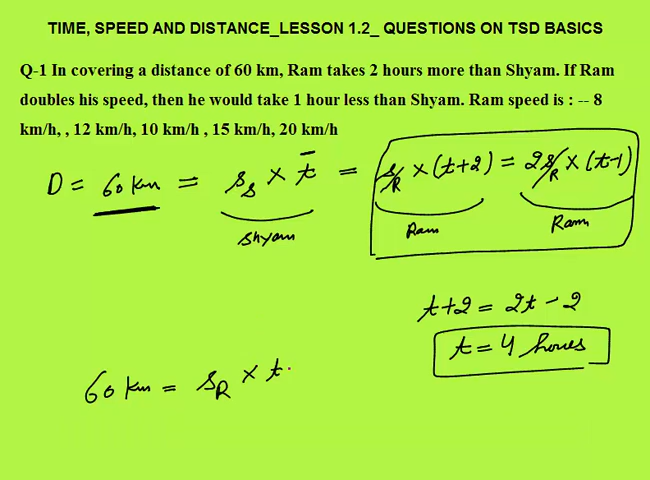 TIME, SPEED AND DISTANCE_LESSON 1.2_ QUESTIONS ON TSD BASICS
Q-1 In covering a distance of 60 km, Ram takes 2 hours more than Shyam. If Ram
doubles his speed, then he would take 1 hour less than Shyam. Ram speed is : -- 8
km/h, , 12 km/h, 10 km/h , 15 km/h, 20 km/h
D = 60 km = s_S × t = s_R × (t+2) = 2s_R × (t-1)
Shyam Ram Ram
t+2 = 2t-2
t = 4 hours
60 km = s_R × t